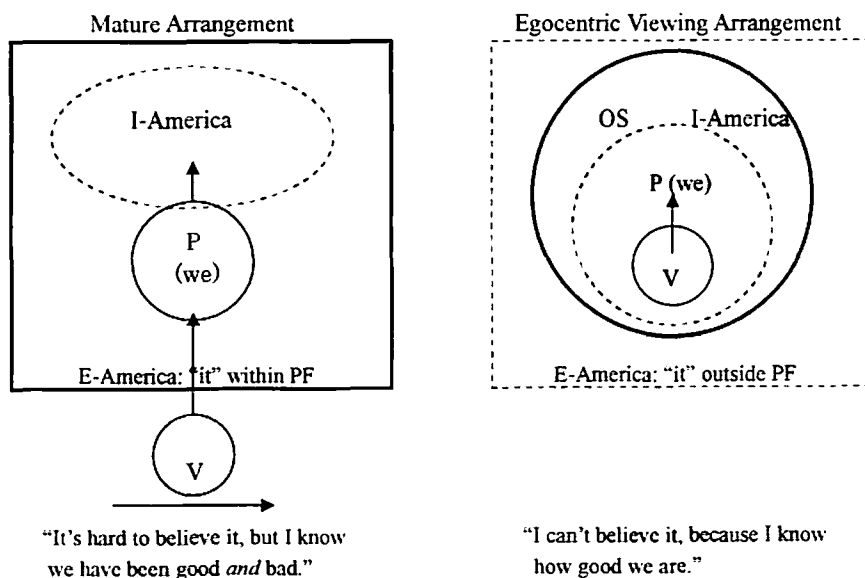 Mature Arrangement
I-America
P
(we)
E-America: "it" within PF
V
"It's hard to believe it, but I know
we have been good and bad."
Egocentric Viewing Arrangement
OS I-America
P (we)
V
E-America: "it" outside PF
"I can't believe it, because I know
how good we are."